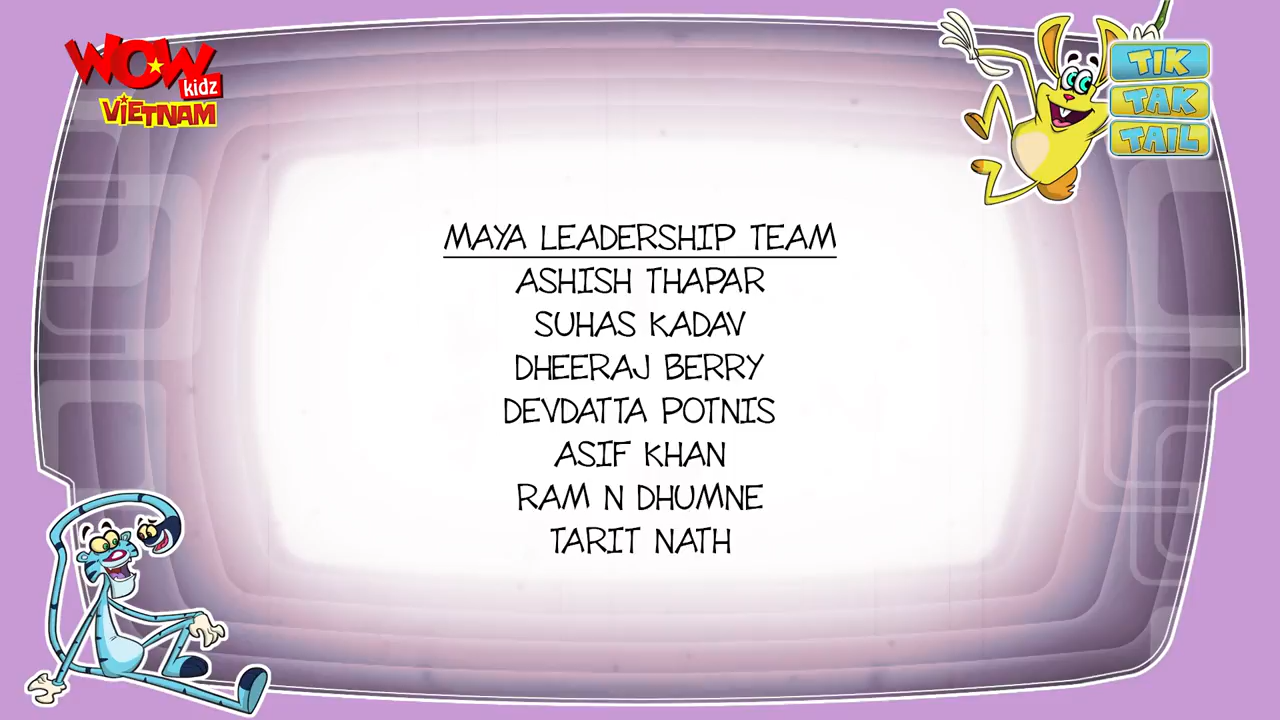 WOW
kidz
VIETNAM
TIK
TAK
TAIL
MAYA LEADERSHIP TEAM
ASHISH THAPAR
SUHAS KADAV
DHEERAJ BERRY
DEVDATTA POTNIS
ASIF KHAN
RAM N DHUMNE
TARIT NATH